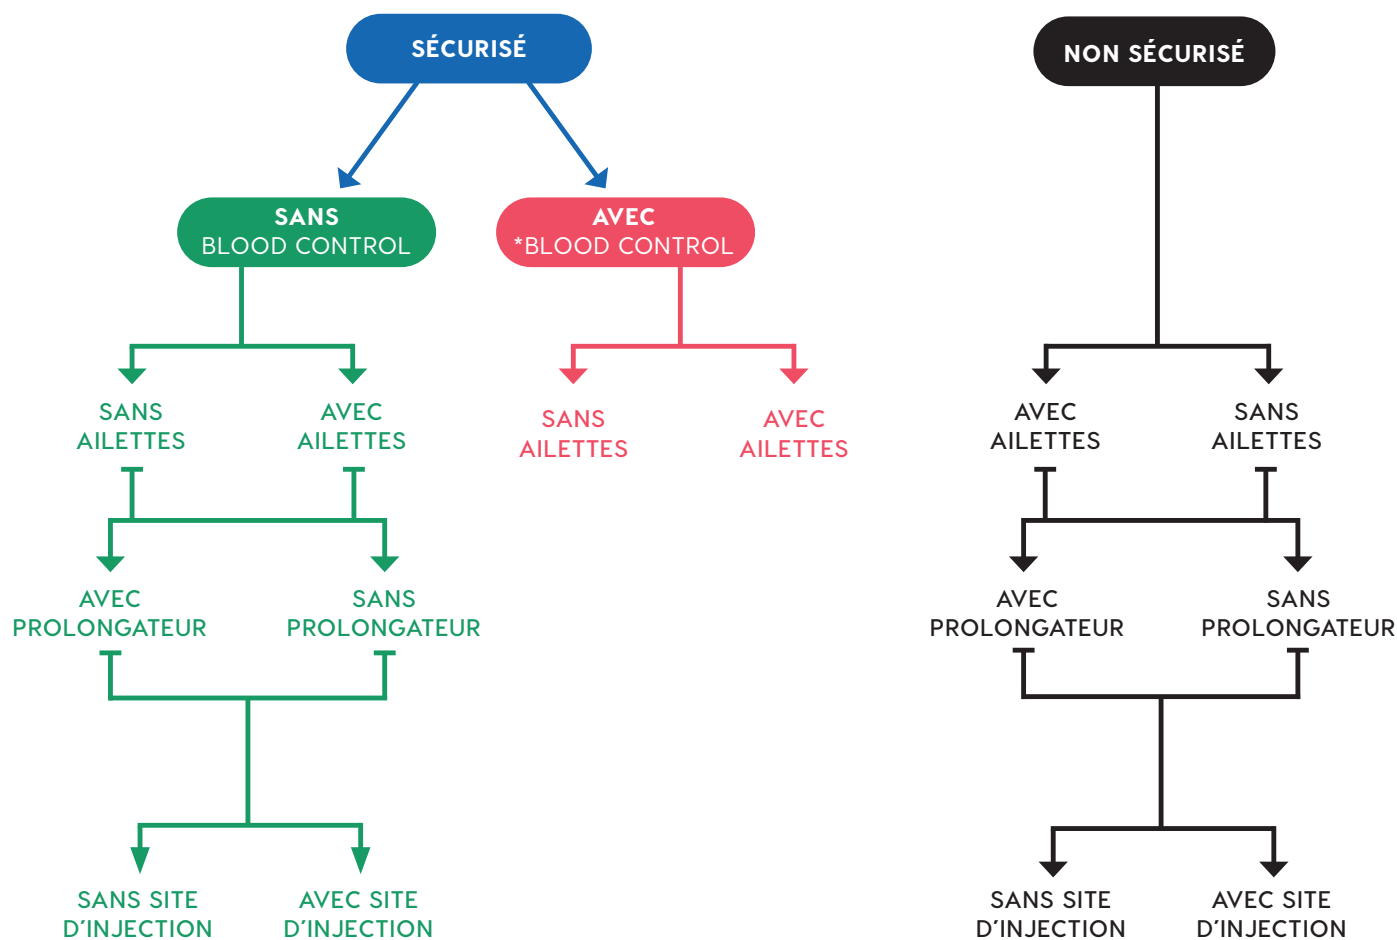 SÉCURISÉ
NON SÉCURISÉ
SANS
BLOOD CONTROL
AVEC
*BLOOD CONTROL
SANS
AILETTES
AVEC
AILETTES
SANS
AILETTES
AVEC
AILETTES
AVEC
AILETTES
SANS
AILETTES
AVEC
PROLONGATEUR
SANS
PROLONGATEUR
AVEC
PROLONGATEUR
SANS
PROLONGATEUR
SANS SITE
D'INJECTION
AVEC SITE
D'INJECTION
SANS SITE
D'INJECTION
AVEC SITE
D'INJECTION